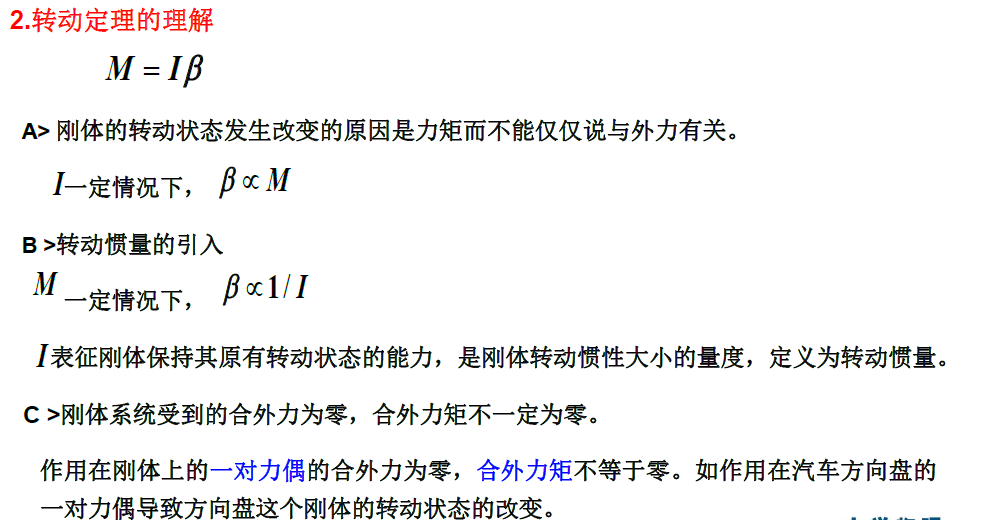 2.转动定理的理解
M = Iβ
A> 刚体的转动状态发生改变的原因是力矩而不能仅仅说与外力有关。
I一定情况下， β ∝ M
B >转动惯量的引入
M 一定情况下， β ∝ 1/ I
I 表征刚体保持其原有转动状态的能力，是刚体转动惯性大小的量度，定义为转动惯量。
C >刚体系统受到的合外力为零，合外力矩不一定为零。
作用在刚体上的一对力偶的合外力为零，合外力矩不等于零。如作用在汽车方向盘的
一对力偶导致方向盘这个刚体的转动状态的改变。